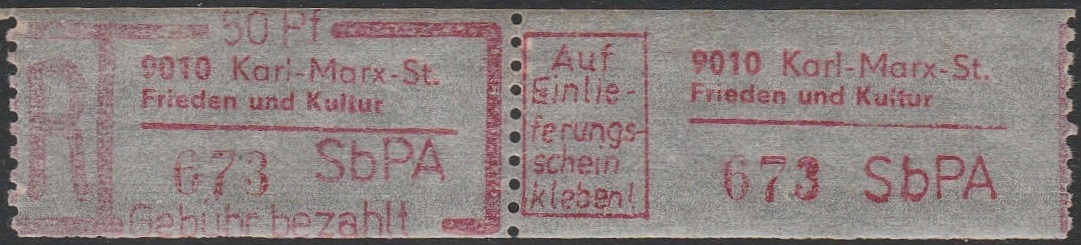 50 Pf
R
9010 Karl-Marx-St.
Frieden und Kultur
673 SbPA
Gebühr bezahlt
Auf
Einlie-
ferungs-
schein
kleben!
9010 Karl-Marx-St.
Frieden und Kultur
673 SbPA